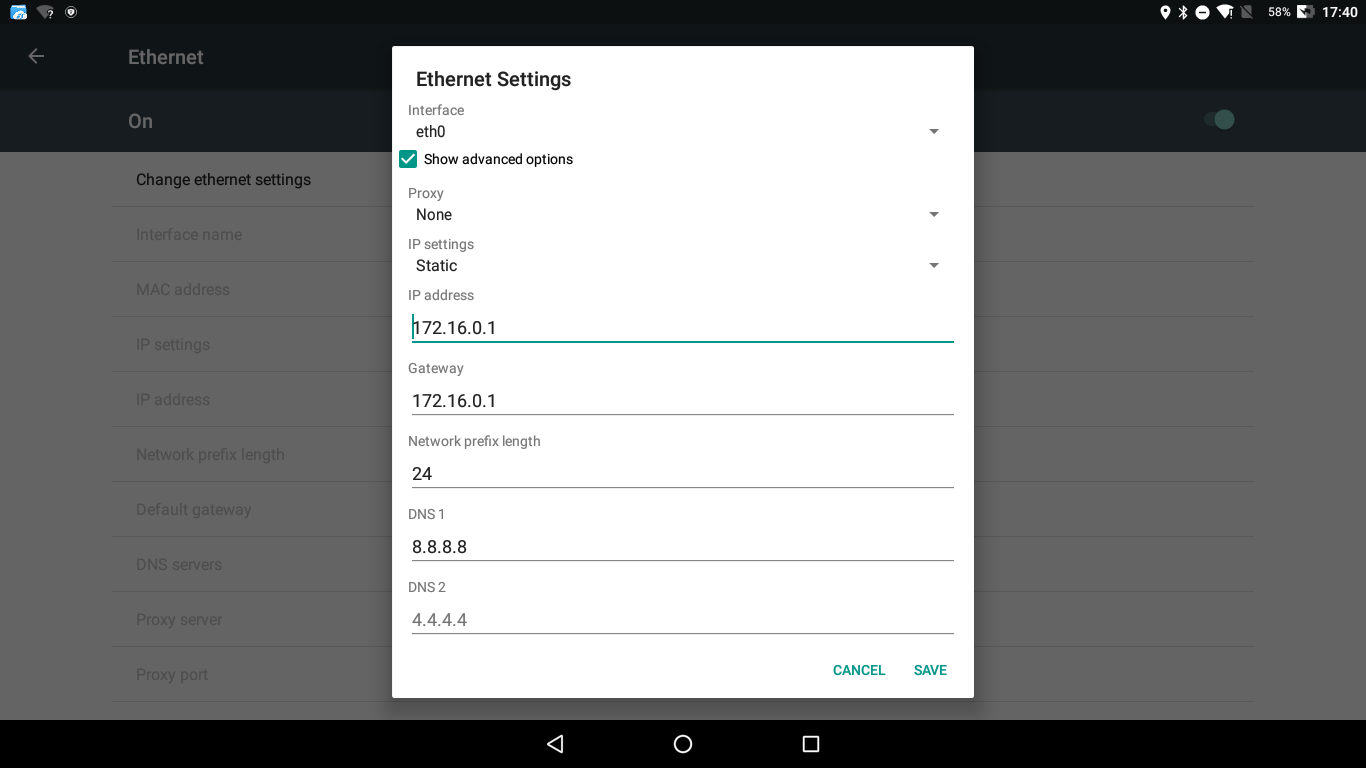 58% 17:40
Ethernet
On
Change ethernet settings
Interface name
MAC address
IP settings
IP address
Network prefix length
Default gateway
DNS servers
Proxy server
Proxy port
Ethernet Settings
Interface
eth0
Show advanced options
Proxy
None
IP settings
Static
IP address
172.16.0.1
Gateway
172.16.0.1
Network prefix length
24
DNS 1
8.8.8.8
DNS 2
4.4.4.4
CANCEL SAVE